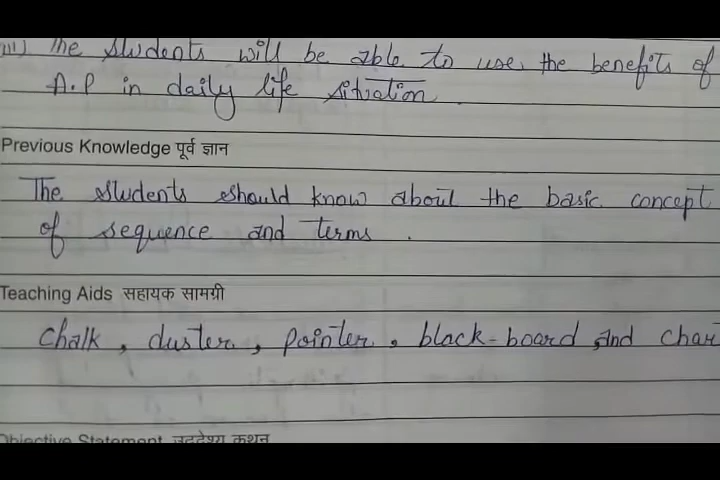 iii) The students will be able to use the benefits of
A.P in daily life situation.
Previous Knowledge पूर्व ज्ञान
The students should know about the basic concept
of sequence and terms.
Teaching Aids सहायक सामग्री
Chalk, duster, pointer, black-board and char
Objective Statement उद्देश्य कथन